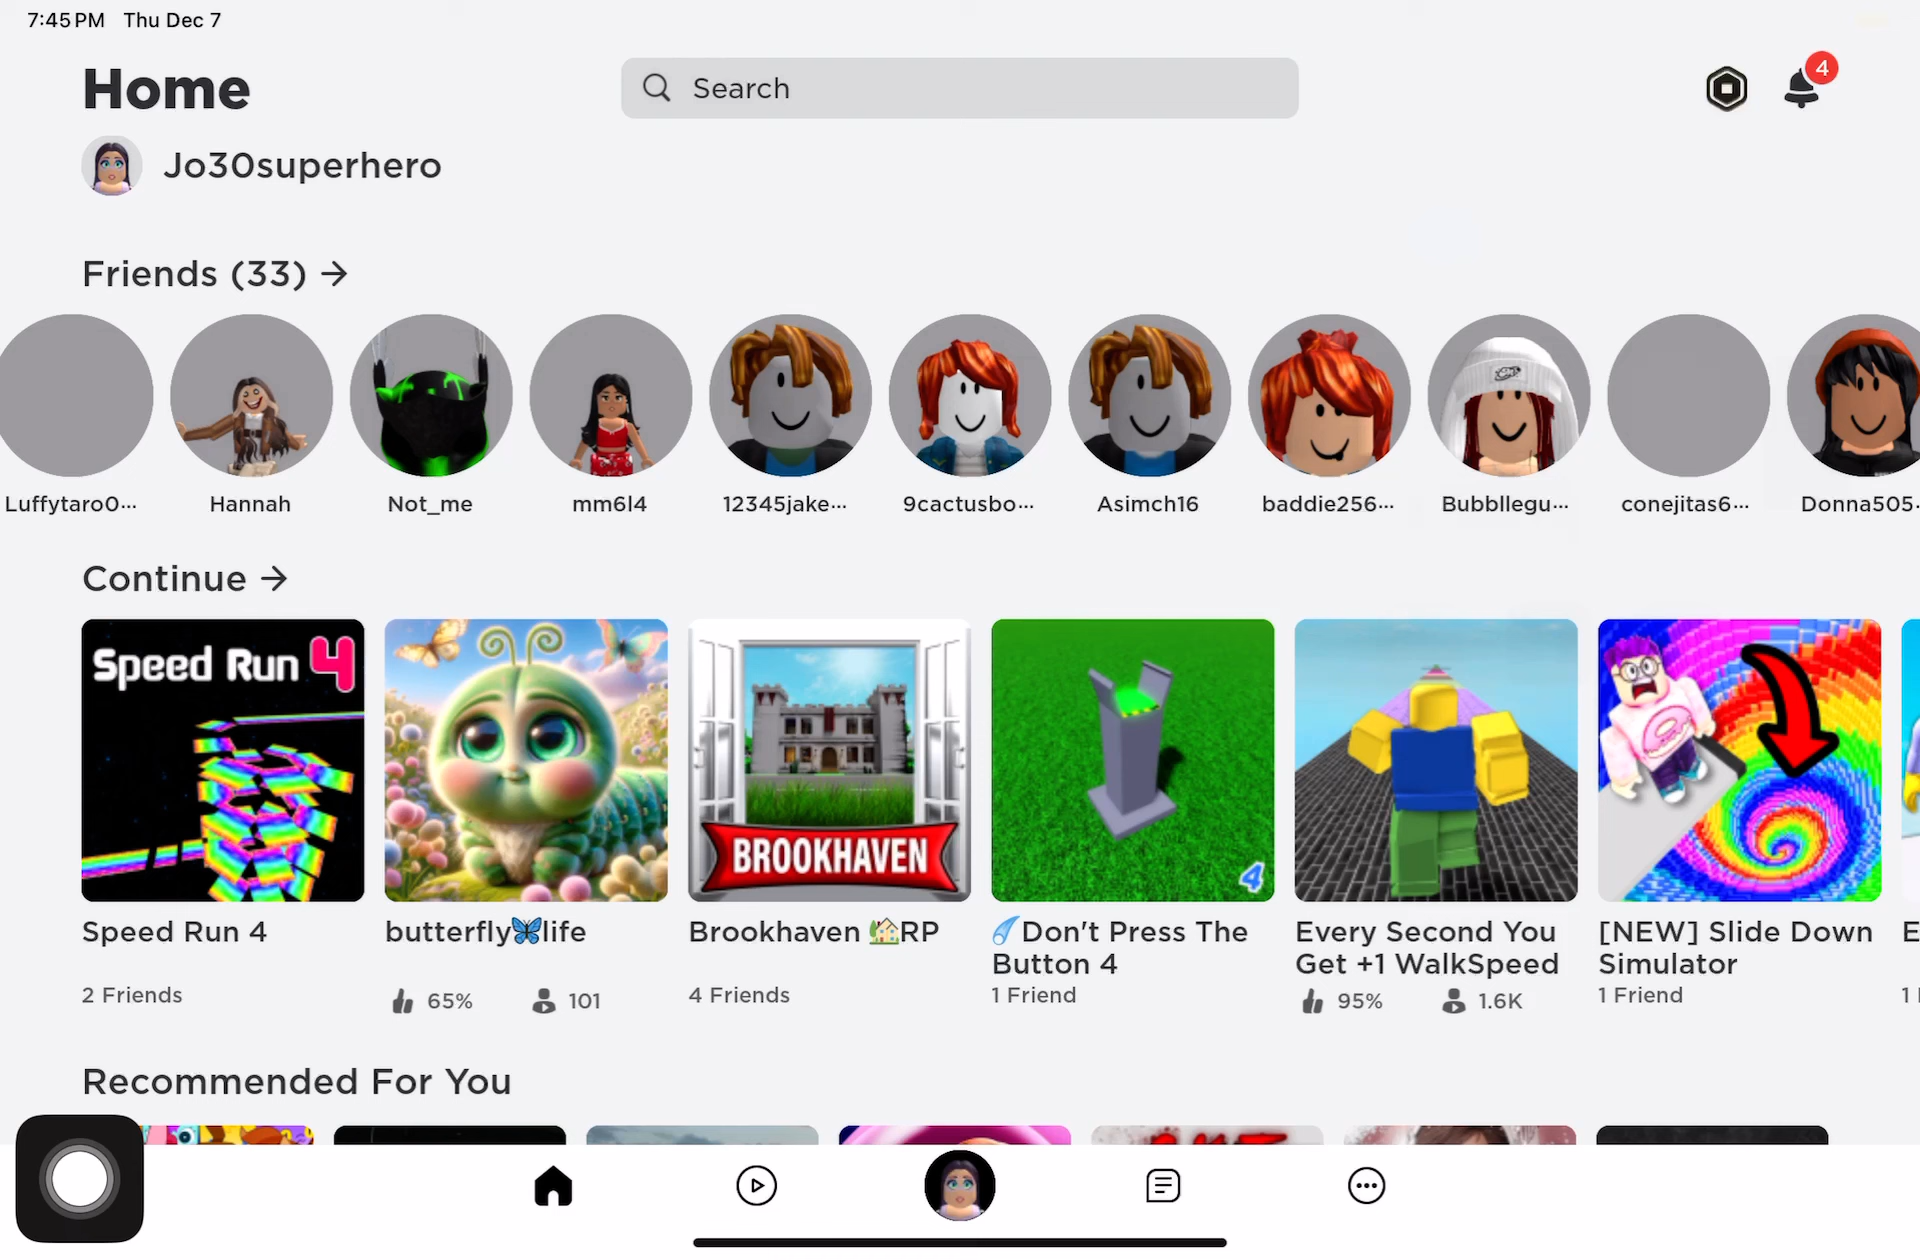 7:45 PM Thu Dec 7
Home
Search
4
Jo30superhero
Friends (33) →
Luffytaro0...
Hannah
Not_me
mm6l4
12345jake...
9cactusbo...
Asimch16
baddie256...
Bubbllegu...
conejitas6...
Donna505.
Continue →
Speed Run 4
BROOKHAVEN
4
Speed Run 4
2 Friends
butterfly🦋life
65% 101
Brookhaven 🏡RP
4 Friends
☄️Don't Press The
Button 4
1 Friend
Every Second You
Get +1 WalkSpeed
95% 1.6K
[NEW] Slide Down
Simulator
1 Friend
E
1
Recommended For You